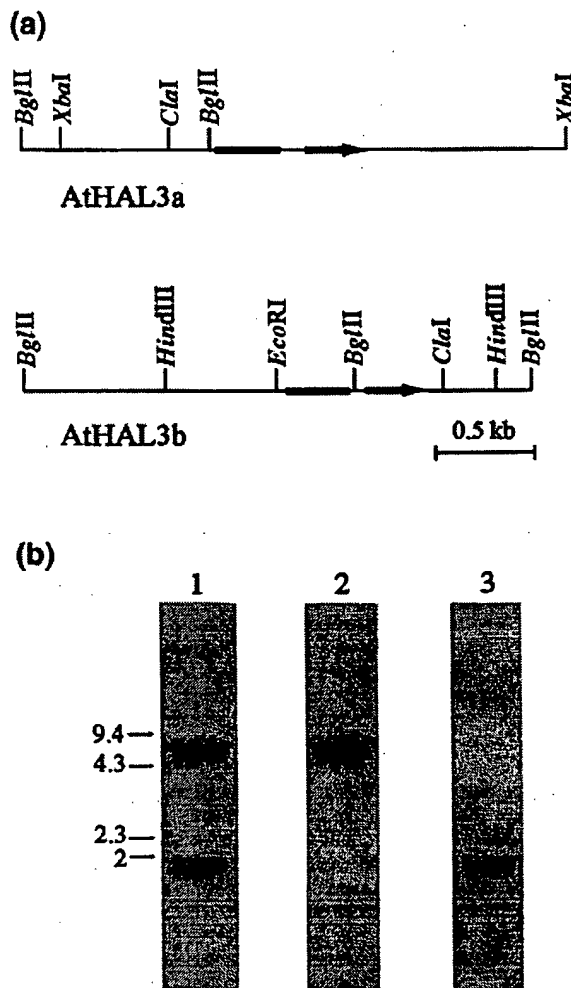 (a)
BglII XbaI ClaI BglII XbaI
AtHAL3a
BglII HindIII EcoRI BglII ClaI HindIII BglII
AtHAL3b
0.5 kb
(b)
1 2 3
9.4
4.3
2.3
2